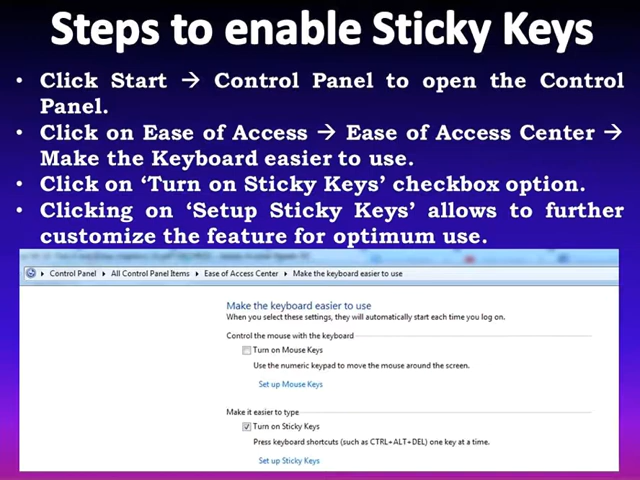 Steps to enable Sticky Keys
• Click Start → Control Panel to open the Control
Panel.
• Click on Ease of Access → Ease of Access Center →
Make the Keyboard easier to use.
• Click on ‘Turn on Sticky Keys’ checkbox option.
• Clicking on ‘Setup Sticky Keys’ allows to further
customize the feature for optimum use.
Control Panel ▸ All Control Panel Items ▸ Ease of Access Center ▸ Make the keyboard easier to use
Make the keyboard easier to use
When you select these settings, they will automatically start each time you log on.
Control the mouse with the keyboard
Turn on Mouse Keys
Use the numeric keypad to move the mouse around the screen.
Set up Mouse Keys
Make it easier to type
Turn on Sticky Keys
Press keyboard shortcuts (such as CTRL+ALT+DEL) one key at a time.
Set up Sticky Keys